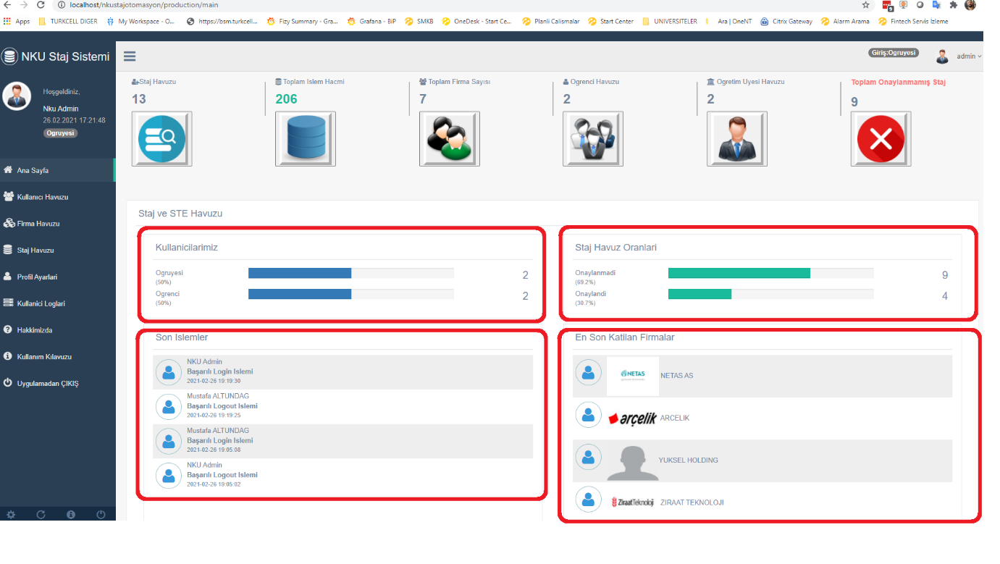 localhost/nkustajotomasyon/production/main
Apps TURKCELL DIGER My Workspace - O... https://bsm.turkcell... Fizy Summary - Gra... Grafana - BiP SMKB OneDesk - Start Ce... Planli Calismalar Start Center UNIVERSITELER Ara | OneNT Citrix Gateway Alarm Arama Fintech Servis İzleme
NKU Staj Sistemi
Giriş:Ogruyesi
admin
Hoşgeldiniz,
Nku Admin
26.02.2021 17:21:48
Ogruyesi
Ana Sayfa
Kullanıcı Havuzu
Firma Havuzu
Staj Havuzu
Profil Ayarlari
Kullanici Loglari
Hakkimizda
Kullanım Kılavuzu
Uygulamadan ÇIKIŞ
Staj Havuzu
13
Toplam Islem Hacmi
206
Toplam Firma Sayısı
7
Ogrenci Havuzu
2
Ogretim Uyesi Havuzu
2
Toplam Onaylanmamış Staj
9
Staj ve STE Havuzu
Kullanicilarimiz
Ogruyesi 2
(50%)
Ogrenci 2
(50%)
Staj Havuz Oranlari
Onaylanmadi 9
(69.2%)
Onaylandi 4
(30.7%)
Son Islemler
NKU Admin
Başarılı Login Islemi
2021-02-26 19:19:30
Mustafa ALTUNDAG
Başarılı Logout Islemi
2021-02-26 19:19:25
Mustafa ALTUNDAG
Başarılı Login Islemi
2021-02-26 19:05:08
NKU Admin
Başarılı Logout Islemi
2021-02-26 19:05:02
En Son Katilan Firmalar
NETAS NETAS AS
arçelik ARCELIK
YUKSEL HOLDING
Ziraat Teknoloji ZIRAAT TEKNOLOJI